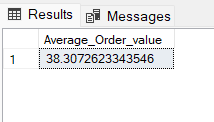 Results Messages
Average_Order_value
1 38.3072623343546